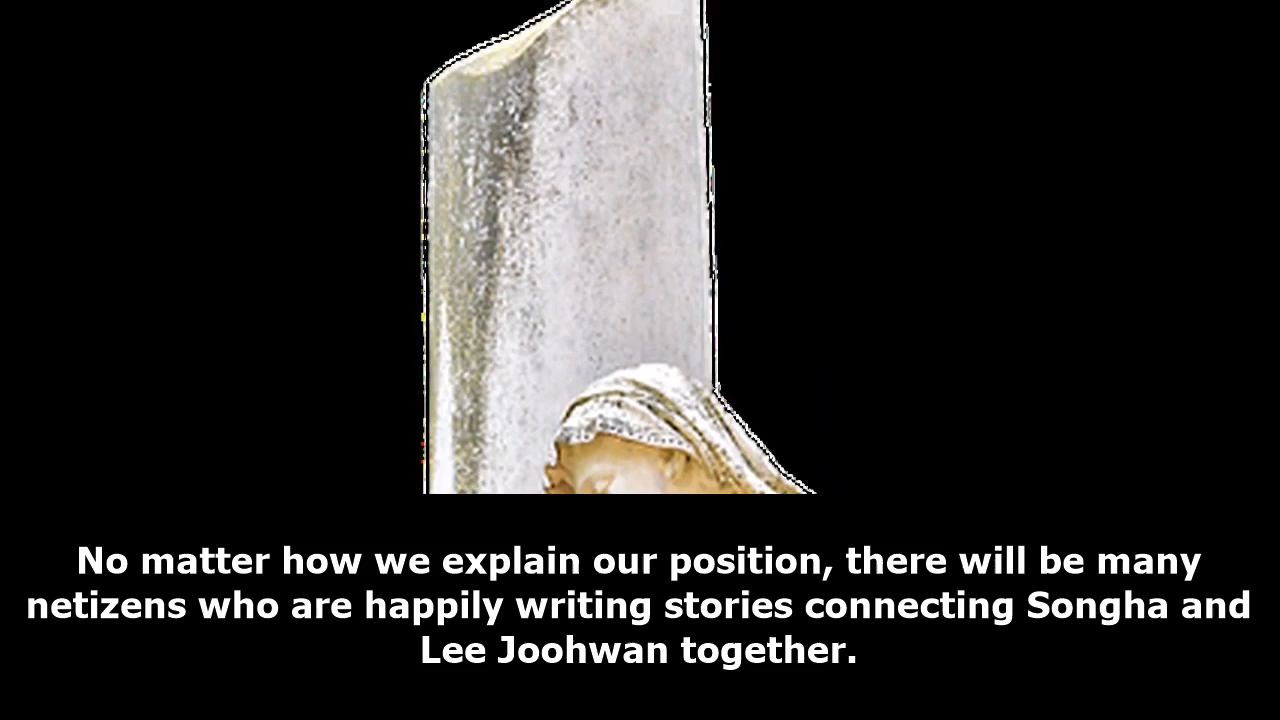 No matter how we explain our position, there will be many
netizens who are happily writing stories connecting Songha and
Lee Joohwan together.